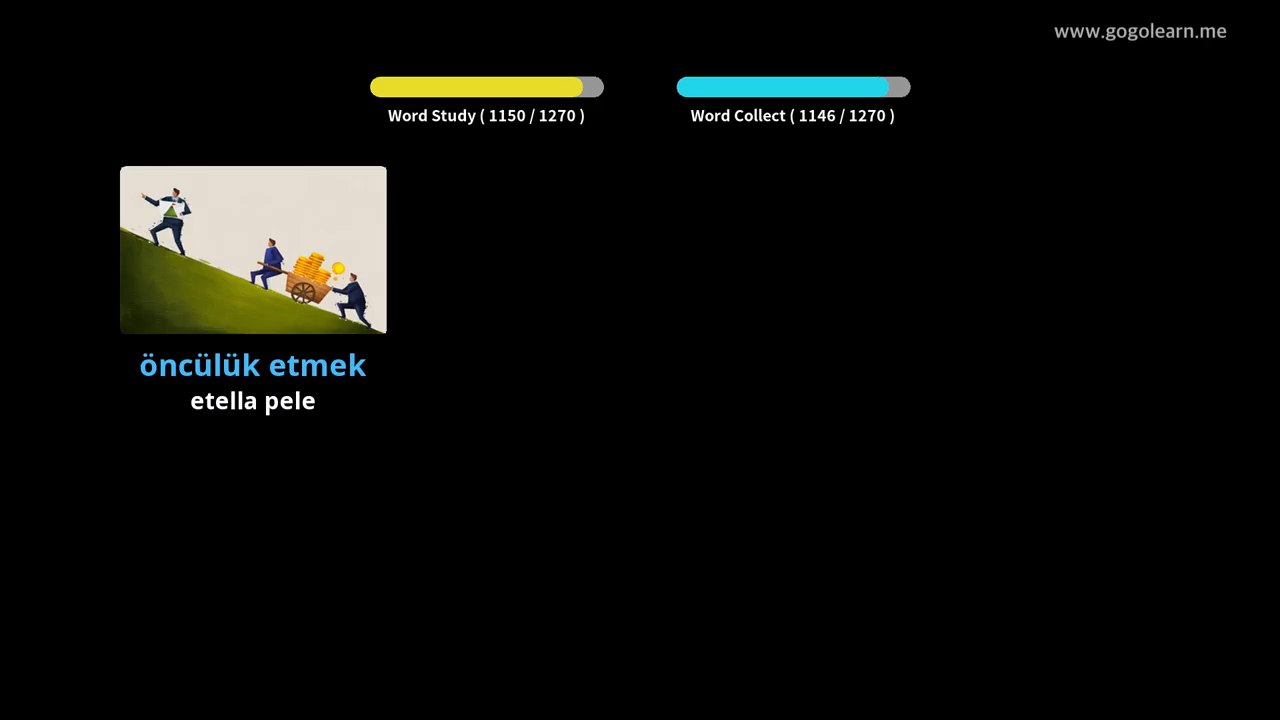 www.gogolearn.me
Word Study ( 1150 / 1270 )
Word Collect ( 1146 / 1270 )
öncülük etmek
etella pele